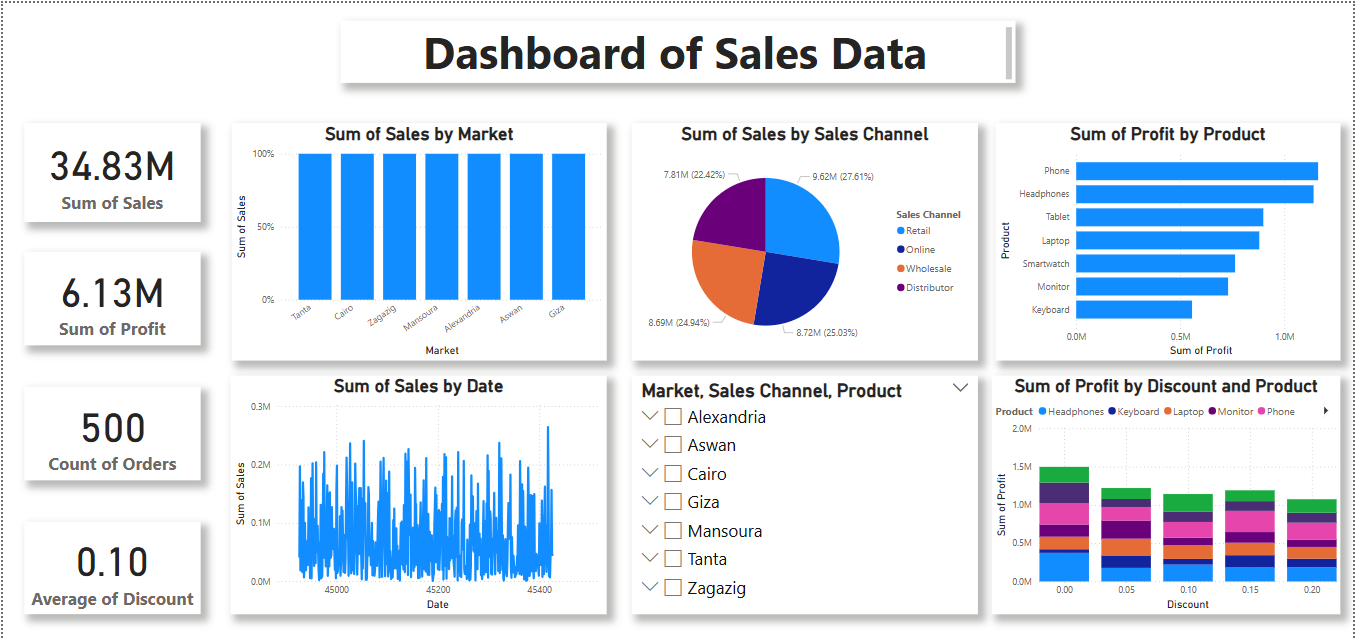 Dashboard of Sales Data
34.83M
Sum of Sales
6.13M
Sum of Profit
500
Count of Orders
0.10
Average of Discount
Sum of Sales by Market
Sum of Sales
100%
50%
0%
Tanta
Cairo
Zagazig
Mansoura
Alexandria
Aswan
Giza
Market
Sum of Sales by Sales Channel
7.81M (22.42%)
9.62M (27.61%)
8.69M (24.94%)
8.72M (25.03%)
Sales Channel
Retail
Online
Wholesale
Distributor
Sum of Profit by Product
Product
Phone
Headphones
Tablet
Laptop
Smartwatch
Monitor
Keyboard
0.0M 0.5M 1.0M
Sum of Profit
Sum of Sales by Date
Sum of Sales
0.3M
0.2M
0.1M
0.0M
45000 45200 45400
Date
Market, Sales Channel, Product
Alexandria
Aswan
Cairo
Giza
Mansoura
Tanta
Zagazig
Sum of Profit by Discount and Product
Product Headphones Keyboard Laptop Monitor Phone
Sum of Profit
2.0M
1.5M
1.0M
0.5M
0.0M
0.00 0.05 0.10 0.15 0.20
Discount